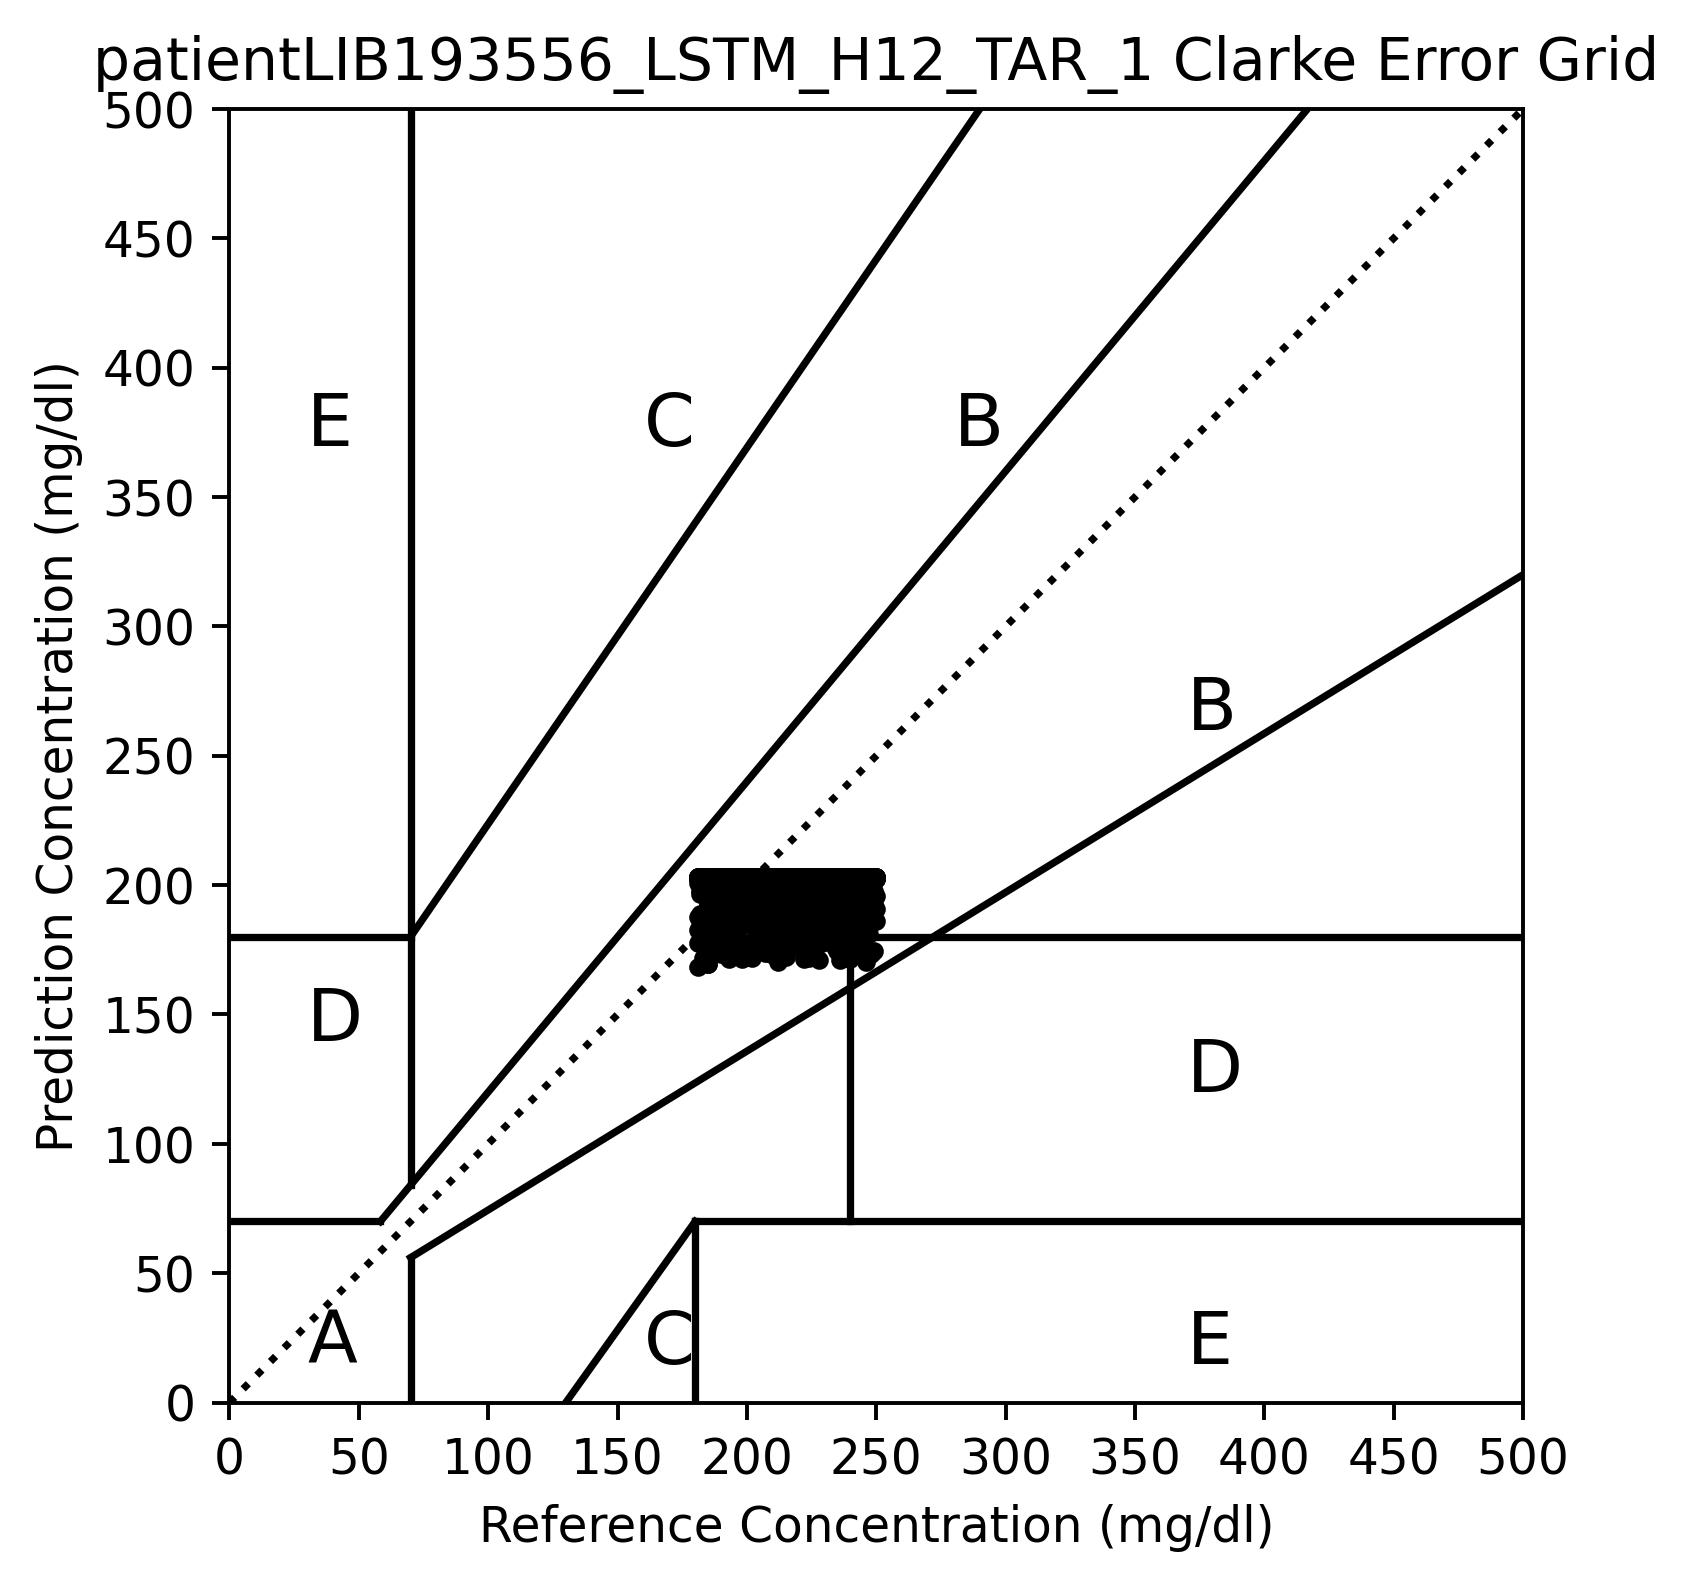 patientLIB193556_LSTM_H12_TAR_1 Clarke Error Grid
500
450
400
350
300
250
200
150
100
50
0
Prediction Concentration (mg/dl)
E
C
B
B
D
D
A
C
E
0 50 100 150 200 250 300 350 400 450 500
Reference Concentration (mg/dl)